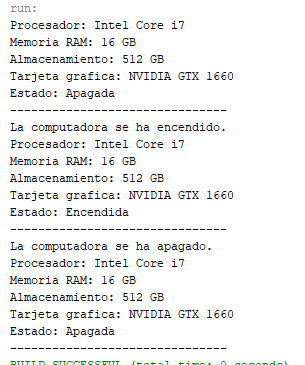 run:
Procesador: Intel Core i7
Memoria RAM: 16 GB
Almacenamiento: 512 GB
Tarjeta grafica: NVIDIA GTX 1660
Estado: Apagada
-------------------------------
La computadora se ha encendido.
Procesador: Intel Core i7
Memoria RAM: 16 GB
Almacenamiento: 512 GB
Tarjeta grafica: NVIDIA GTX 1660
Estado: Encendida
-------------------------------
La computadora se ha apagado.
Procesador: Intel Core i7
Memoria RAM: 16 GB
Almacenamiento: 512 GB
Tarjeta grafica: NVIDIA GTX 1660
Estado: Apagada
-------------------------------
BUILD SUCCESSFUL (total time: 0 seconds)